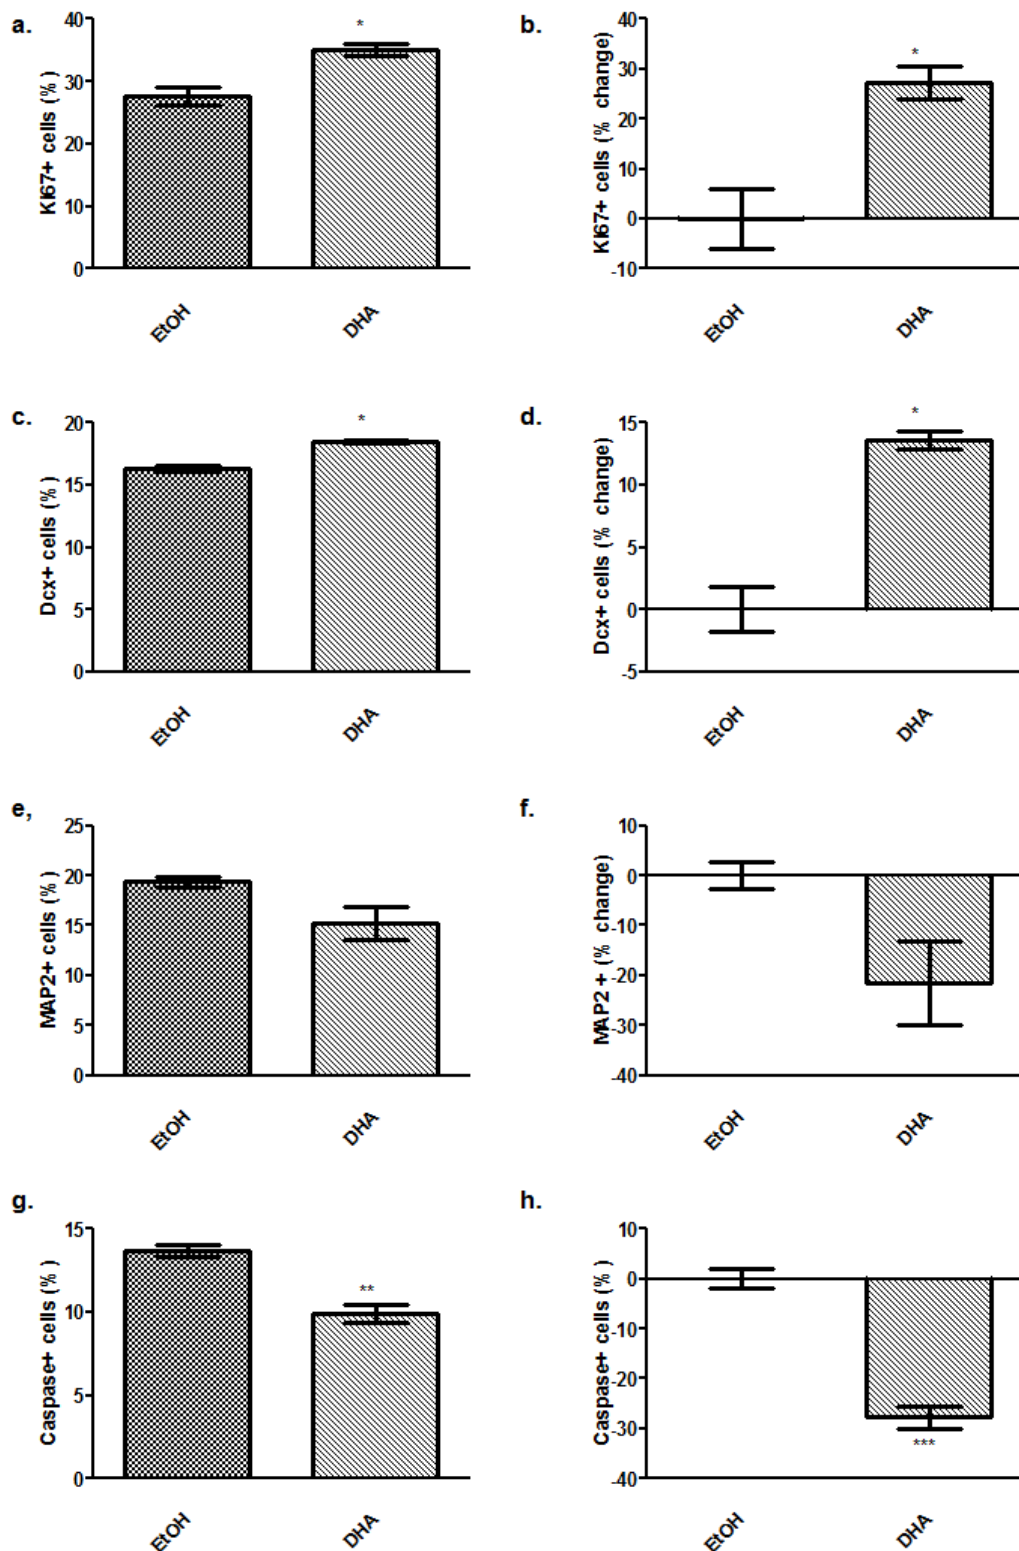 a.
KI67+ cells (%)
40
30
20
10
0
*
EtOH
DHA
b.
KI67+ cells (% change)
40
30
20
10
0
-10
*
EtOH
DHA
c.
Dcx+ cells (%)
20
15
10
5
0
*
EtOH
DHA
d.
Dcx+ cells (% change)
15
10
5
0
-5
*
EtOH
DHA
e,
MAP2+ cells (%)
25
20
15
10
5
0
EtOH
DHA
f.
MAP2+ (% change)
10
0
-10
-20
-30
-40
EtOH
DHA
g.
Caspase+ cells (%)
15
10
5
0
**
EtOH
DHA
h.
Caspase+ cells (%)
10
0
-10
-20
-30
-40
***
EtOH
DHA